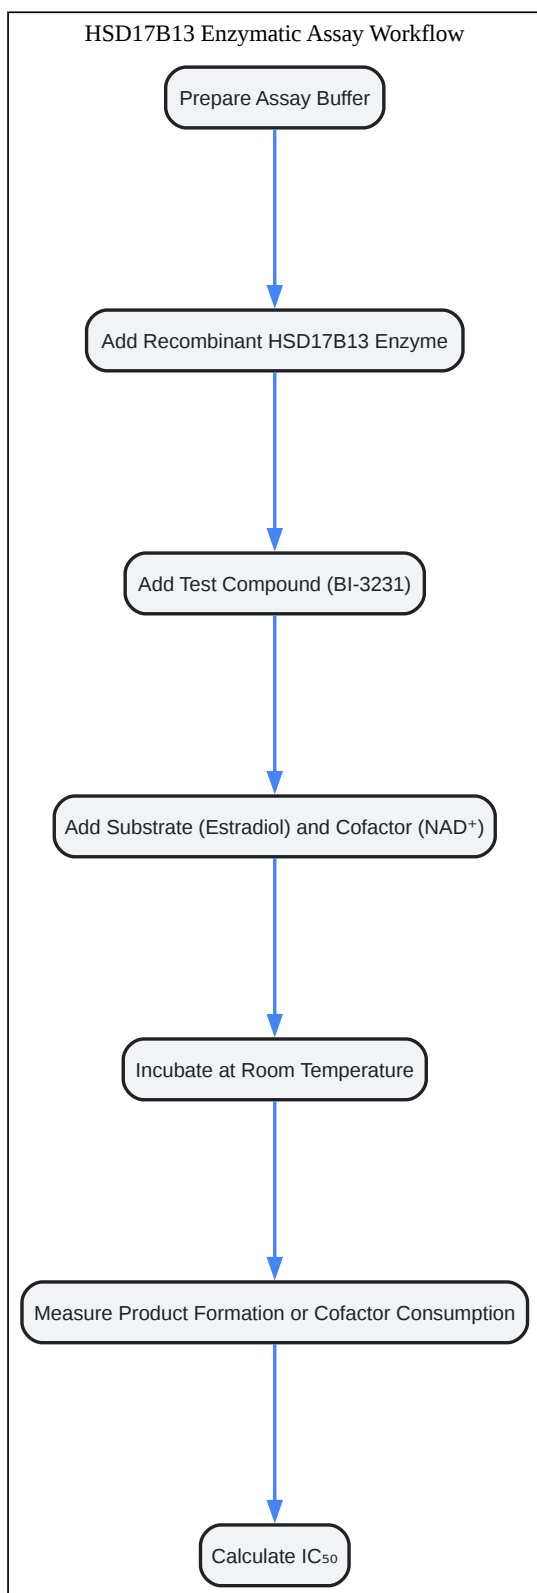 HSD17B13 Enzymatic Assay Workflow
Prepare Assay Buffer
Add Recombinant HSD17B13 Enzyme
Add Test Compound (BI-3231)
Add Substrate (Estradiol) and Cofactor (NAD⁺)
Incubate at Room Temperature
Measure Product Formation or Cofactor Consumption
Calculate IC₅₀